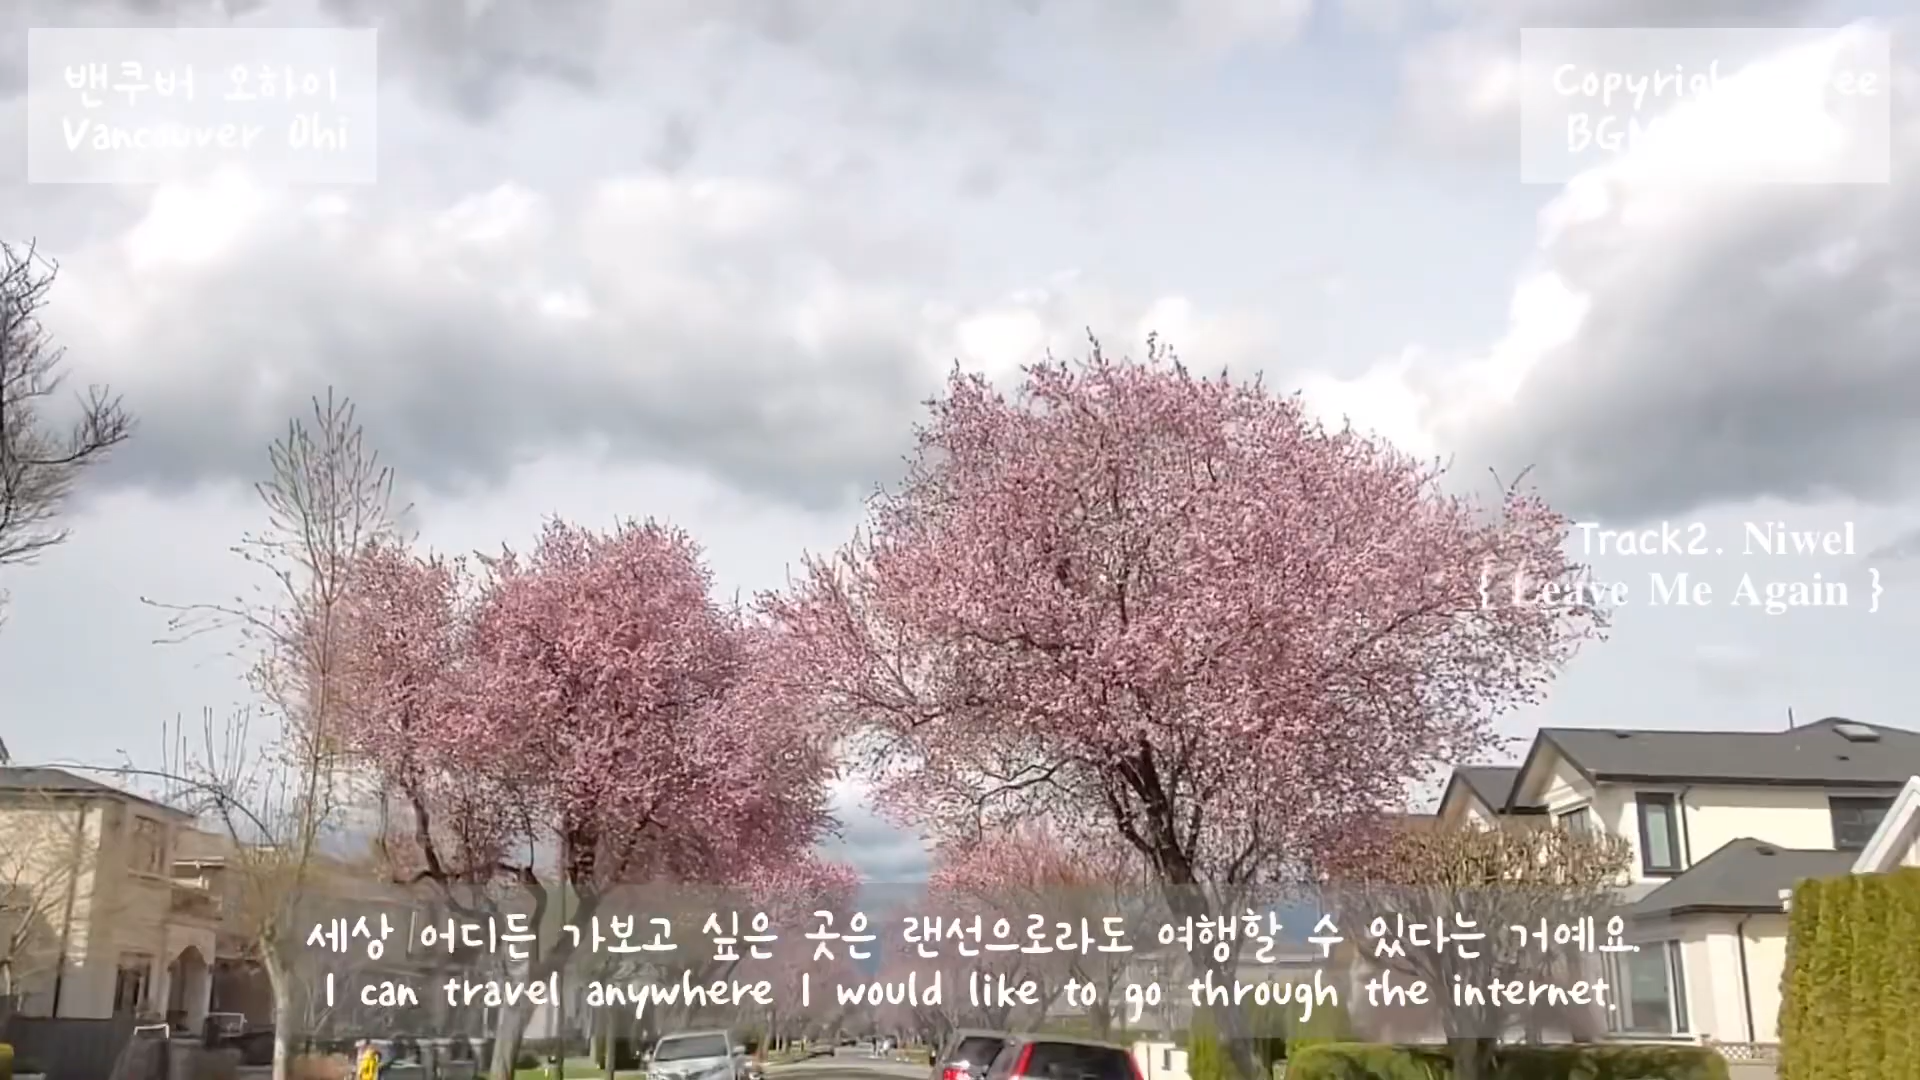 밴쿠버 오하이
Vancouver Ohi
Track2. Niwel
{ Leave Me Again }
세상 어디든 가보고 싶은 곳은 랜선으로라도 여행할 수 있다는 거예요.
I can travel anywhere I would like to go through the internet.